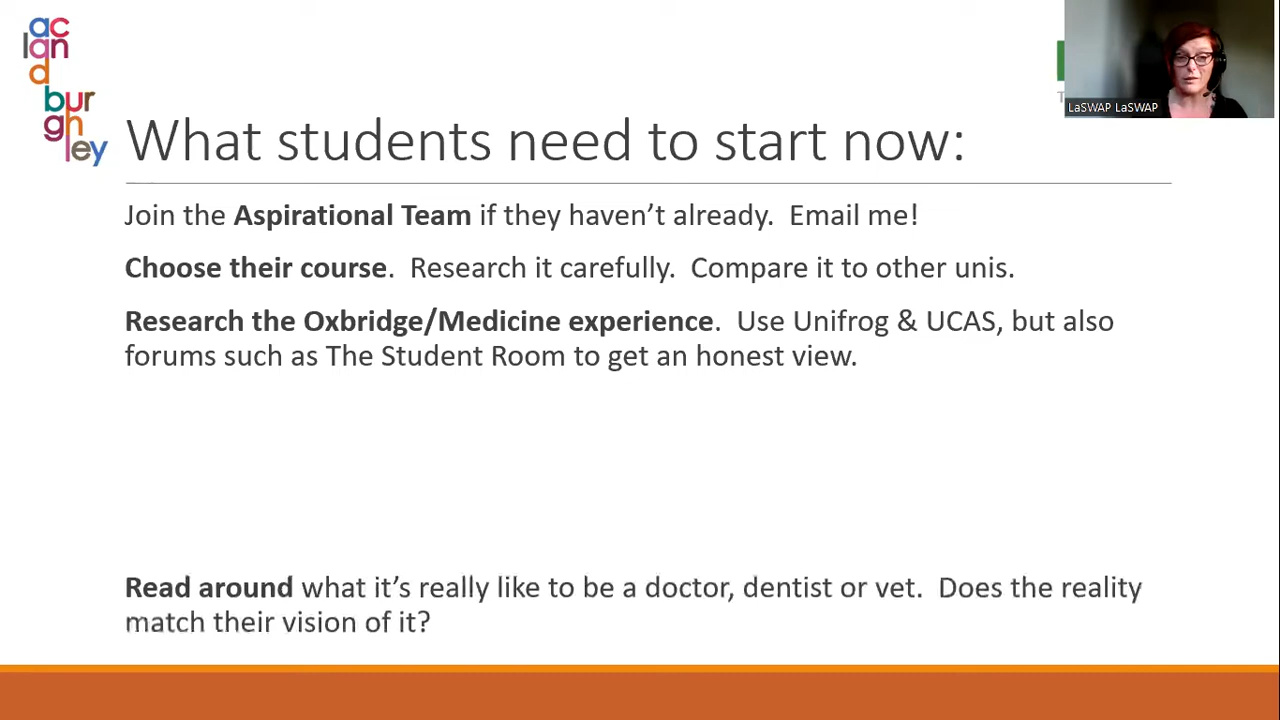 ac
lan
d
bur
gh
ley
T
LaSWAP LaSWAP
What students need to start now:
Join the Aspirational Team if they haven’t already.  Email me!
Choose their course.  Research it carefully.  Compare it to other unis.
Research the Oxbridge/Medicine experience.  Use Unifrog & UCAS, but also
forums such as The Student Room to get an honest view.
Read around what it’s really like to be a doctor, dentist or vet.  Does the reality
match their vision of it?